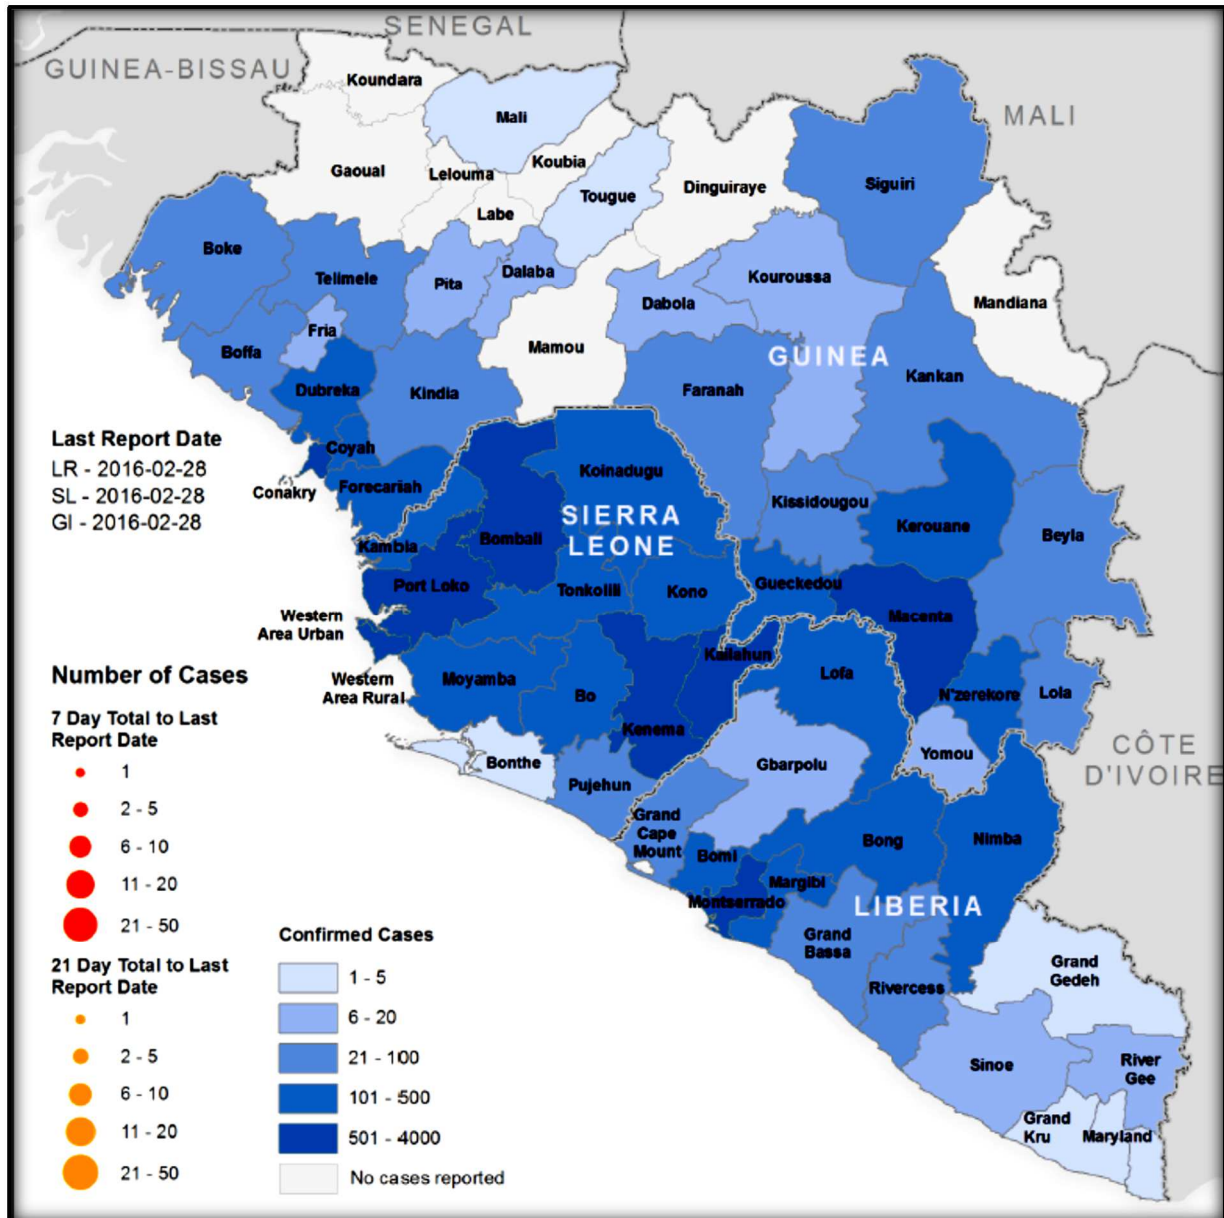 SENEGAL
GUINEA-BISSAU
Koundara
Mali
MALI
Gaoual
Lelouma
Koubia
Labe
Tougue
Dinguiraye
Siguiri
Boke
Telimele
Pita
Dalaba
Kouroussa
Dabola
Mandiana
Fria
Boffa
Mamou
GUINEA
Dubreka
Kindia
Faranah
Kankan
Last Report Date
LR - 2016-02-28
SL - 2016-02-28
GI - 2016-02-28
Coyah
Conakry
Forecariah
Koinadugu
SIERRA
LEONE
Kissidougou
Kerouane
Beyla
Kambia
Bombali
Port Loko
Tonkolili
Kono
Gueckedou
Macenta
Western
Area Urban
Western
Area Rural
Moyamba
Bo
Kailahun
Kenema
Lofa
N'zerekore
Lola
Yomou
Bonthe
Pujehun
Gbarpolu
CÔTE
D'IVOIRE
Grand
Cape
Mount
Bomi
Bong
Nimba
Margibi
Montserrado
LIBERIA
Grand
Bassa
Rivercess
Grand
Gedeh
Sinoe
River
Gee
Grand
Kru
Maryland
Number of Cases
7 Day Total to Last
Report Date
1
2 - 5
6 - 10
11 - 20
21 - 50
21 Day Total to Last
Report Date
1
2 - 5
6 - 10
11 - 20
21 - 50
Confirmed Cases
1 - 5
6 - 20
21 - 100
101 - 500
501 - 4000
No cases reported